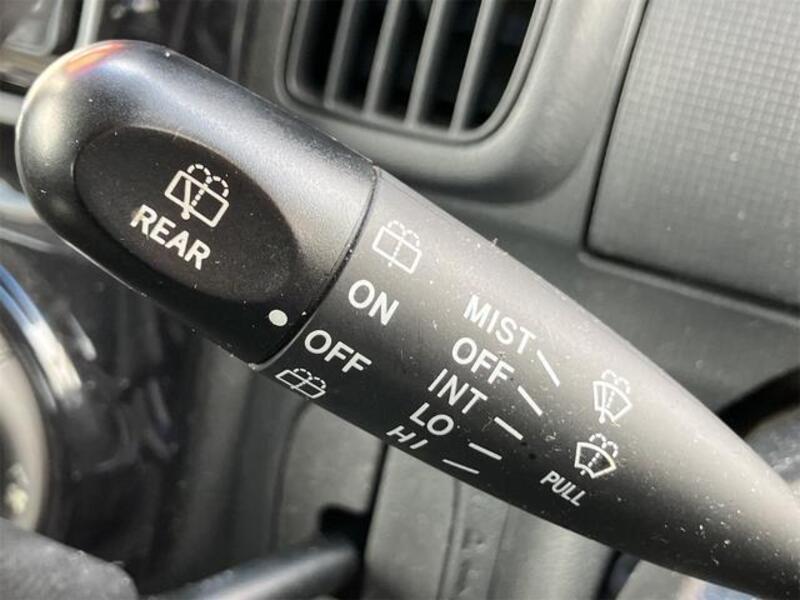 REAR
ON
OFF
MIST
OFF
INT
LO
HI
PULL